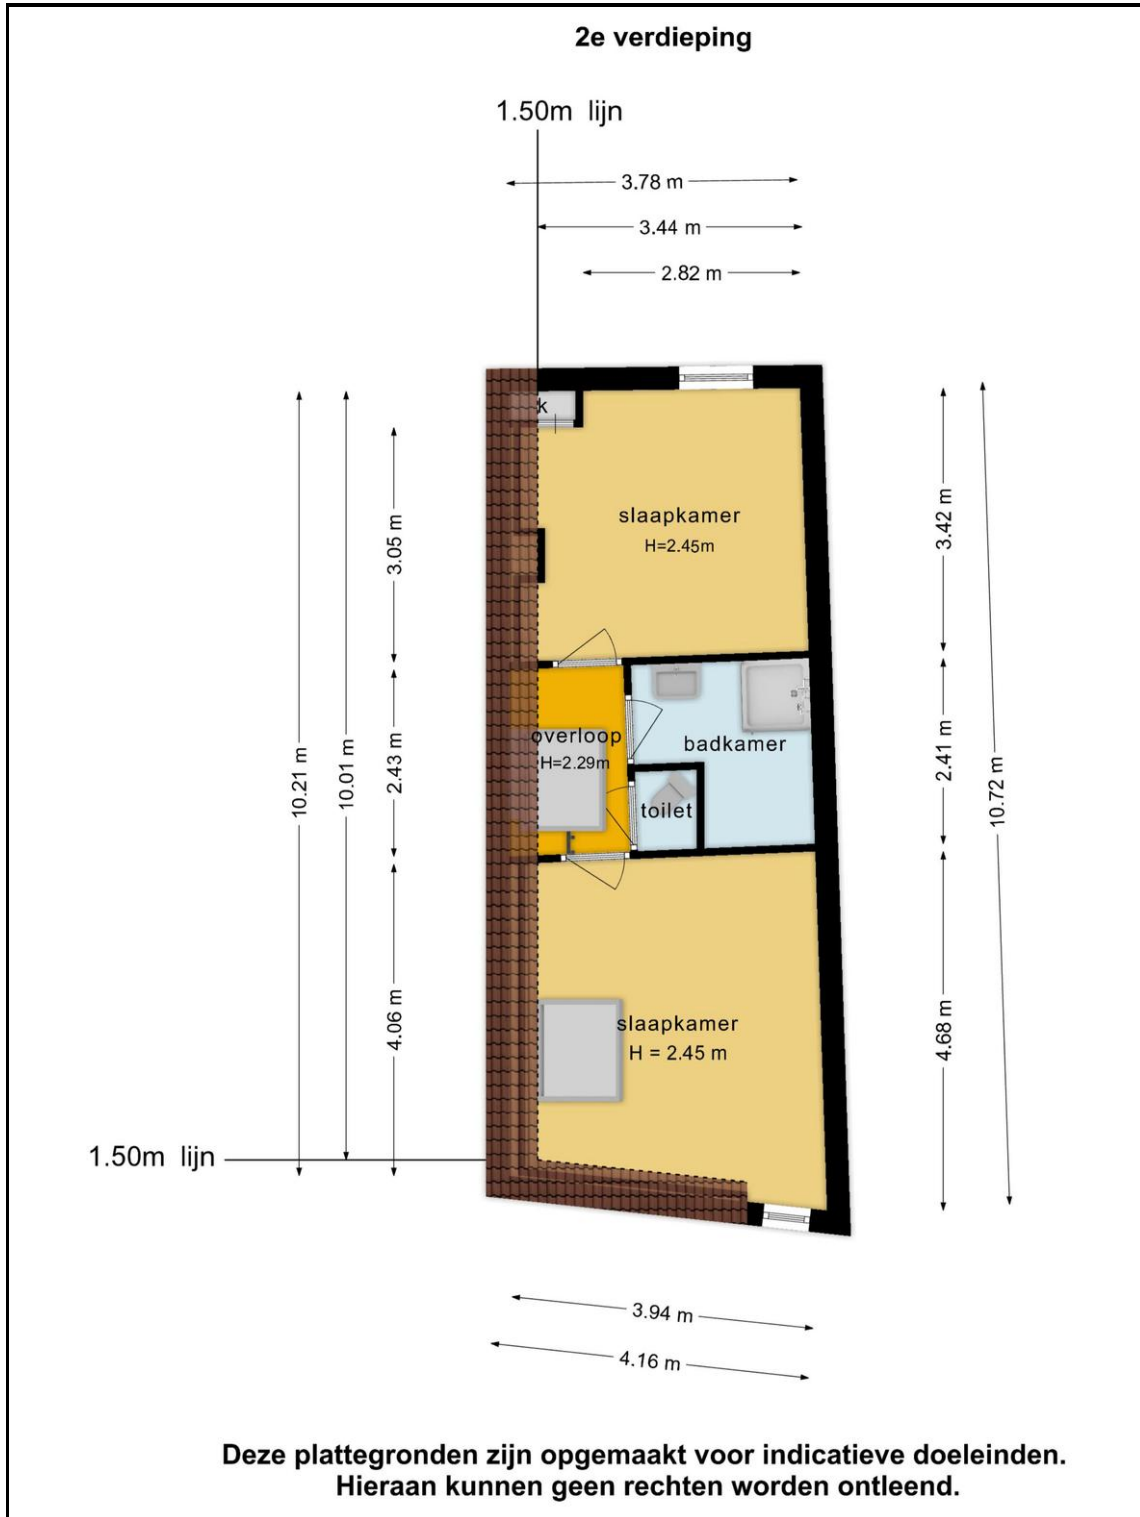 2e verdieping
1.50m lijn
3.78 m
3.44 m
2.82 m
k
slaapkamer
H=2.45m
3.05 m
3.42 m
overloop
H=2.29m
badkamer
toilet
10.21 m
10.01 m
2.43 m
2.41 m
10.72 m
slaapkamer
H = 2.45 m
4.06 m
4.68 m
1.50m lijn
3.94 m
4.16 m
Deze plattegronden zijn opgemaakt voor indicatieve doeleinden.
Hieraan kunnen geen rechten worden ontleend.